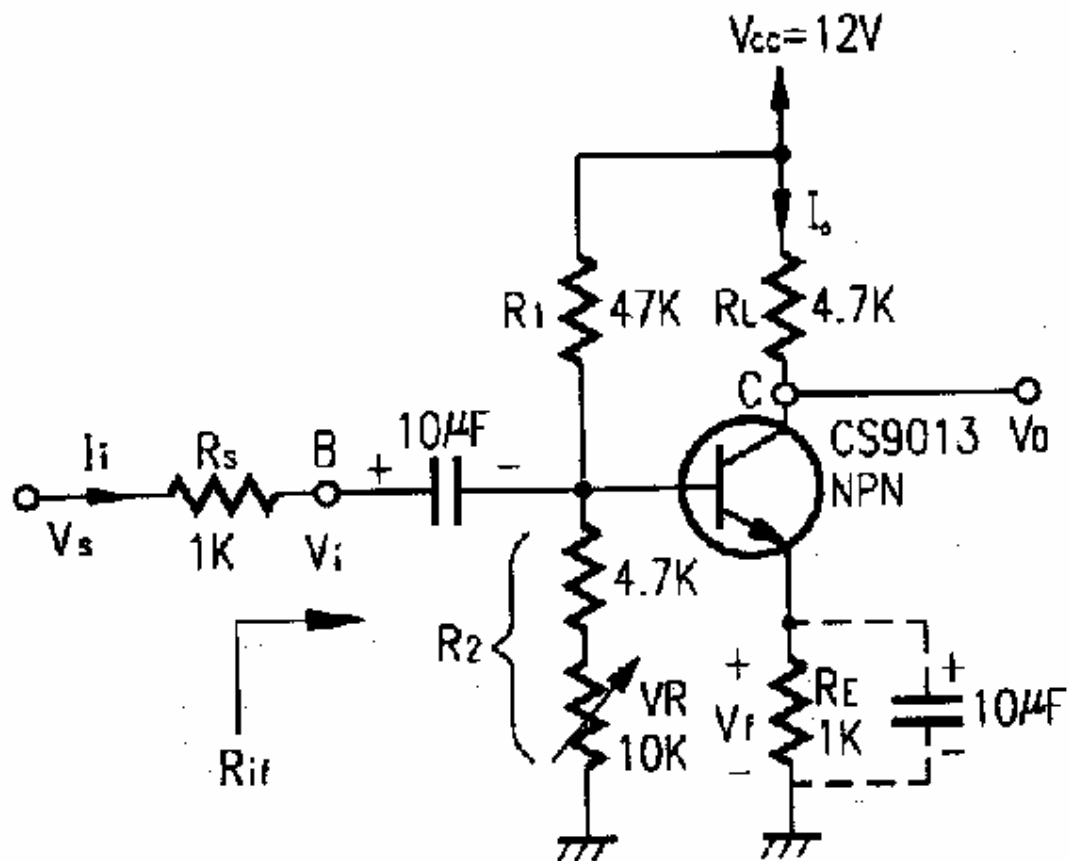 Vcc=12V
Io
R1 47K
RL 4.7K
C
CS9013
NPN
Vo
Ii
Rs
1K
B
10μF
+ -
Vs
Vi
4.7K
R2
VR
10K
Rif
+
Vf
-
RE
1K
+
10μF
-